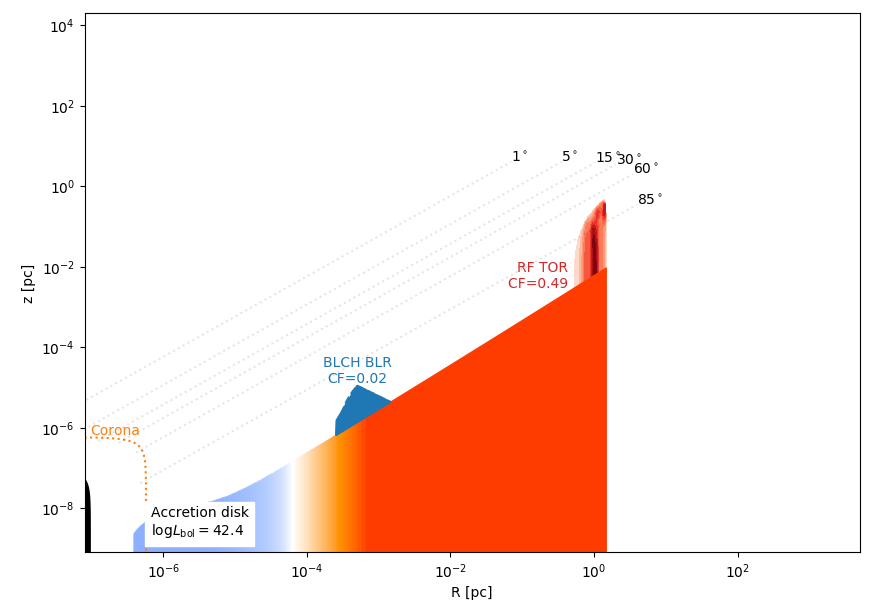 10⁴
10²
10⁰
10⁻²
10⁻⁴
10⁻⁶
10⁻⁸
z [pc]
1°
5°
15°
30°
60°
85°
RF TOR
CF=0.49
BLCH BLR
CF=0.02
Corona
Accretion disk
logL_bol = 42.4
10⁻⁶
10⁻⁴
10⁻²
10⁰
10²
R [pc]